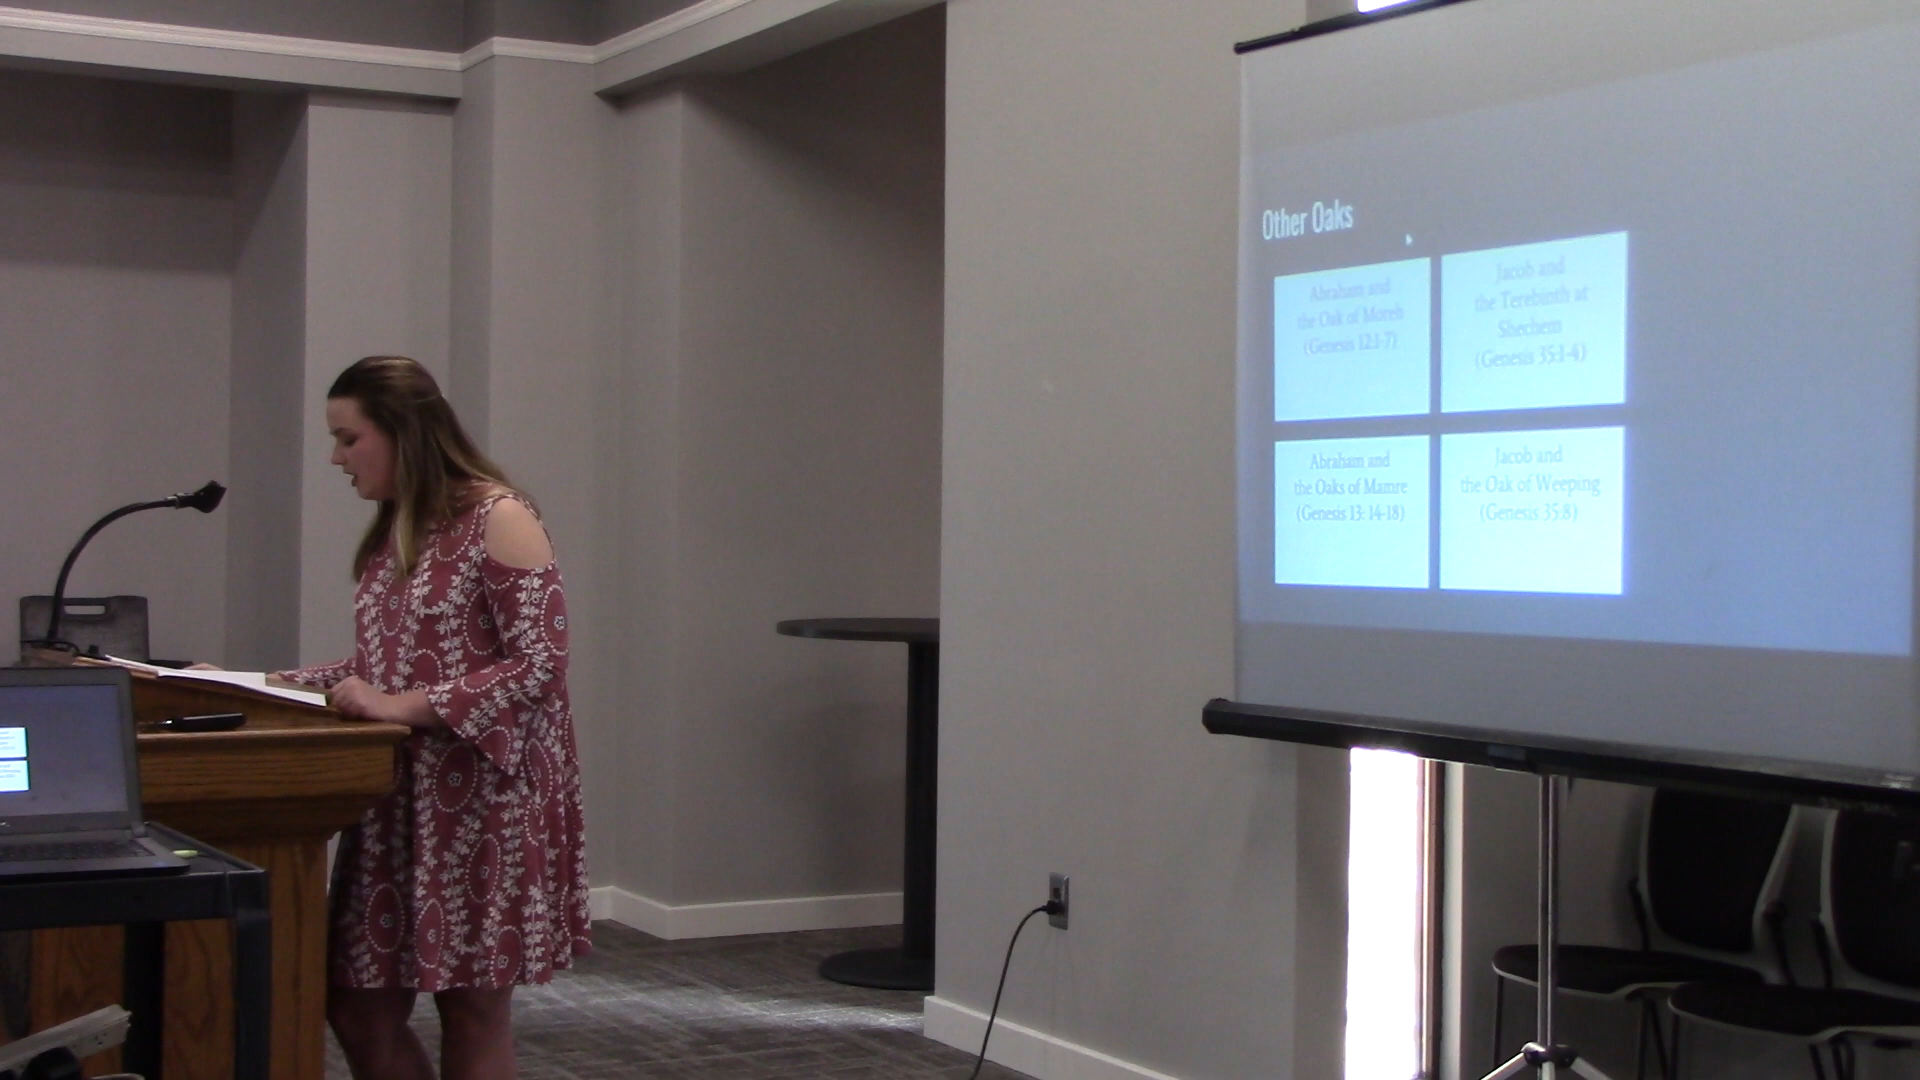 Other Oaks
Abraham and
the Oak of Moreh
(Genesis 12:1-7)
Jacob and
the Terebinth at
Shechem
(Genesis 35:1-4)
Abraham and
the Oaks of Mamre
(Genesis 13: 14-18)
Jacob and
the Oak of Weeping
(Genesis 35:8)